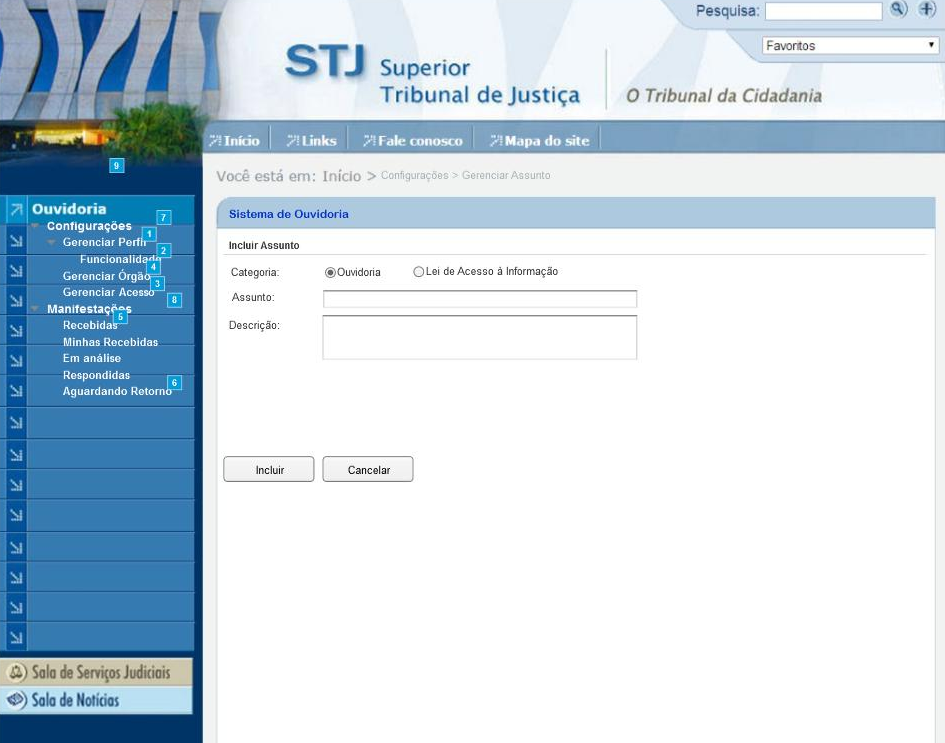 Pesquisa:
Favoritos
STJ Superior
Tribunal de Justiça
O Tribunal da Cidadania
Início
Links
Fale conosco
Mapa do site
9
Você está em: Início > Configurações > Gerenciar Assunto
Ouvidoria
7
Configurações
1
Gerenciar Perfil
2
Funcionalidade
4
Gerenciar Órgão
3
Gerenciar Acesso
8
Manifestações
5
Recebidas
Minhas Recebidas
Em análise
Respondidas
6
Aguardando Retorno
Sala de Serviços Judiciais
Sala de Notícias
Sistema de Ouvidoria
Incluir Assunto
Categoria: Ouvidoria Lei de Acesso à Informação
Assunto:
Descrição:
Incluir Cancelar